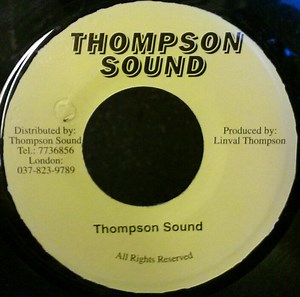 THOMPSON
SOUND
Distributed by:
Thompson Sound
Tel.: 7736856
London:
037-823-9789
Produced by:
Linval Thompson
Thompson Sound
All Rights Reserved